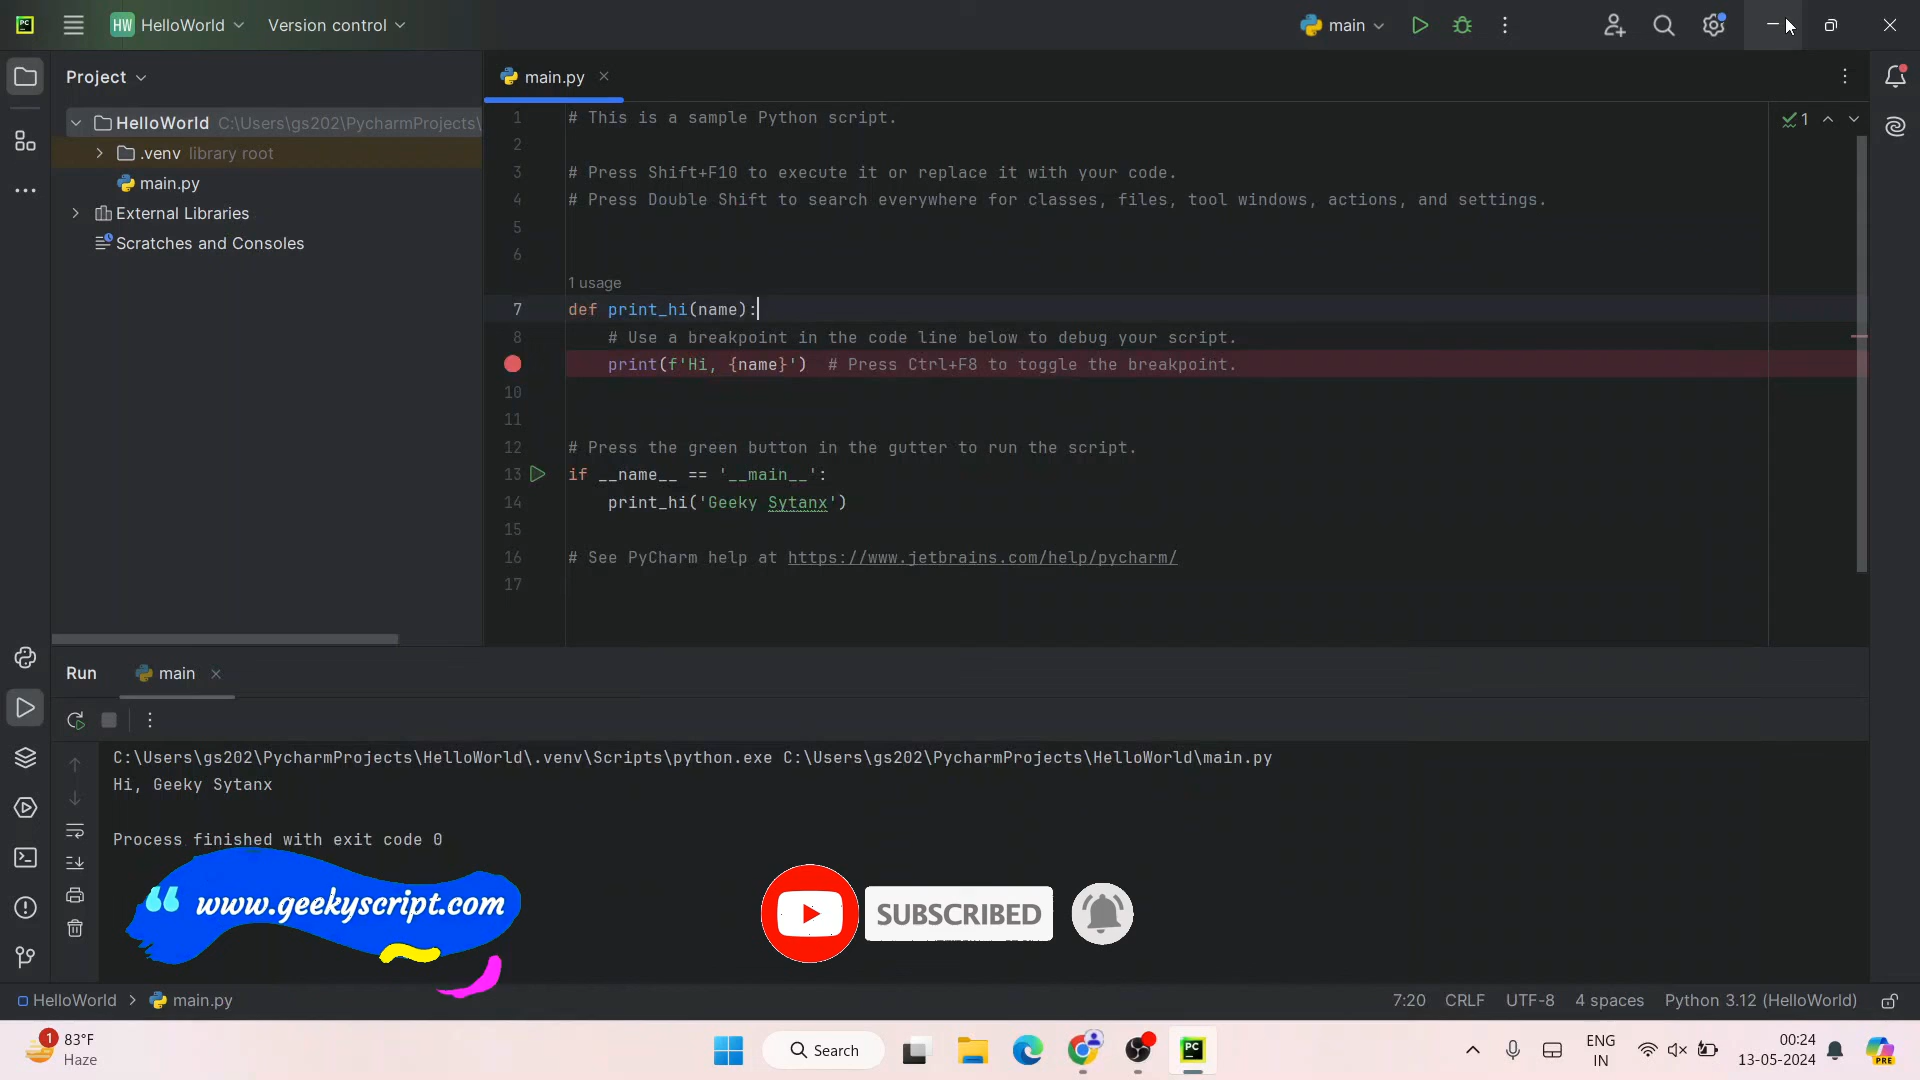 PC
HW HelloWorld
Version control
main
Project
main.py
HelloWorld C:\Users\gs202\PycharmProjects\
.venv library root
main.py
External Libraries
Scratches and Consoles
1 # This is a sample Python script.
2
3 # Press Shift+F10 to execute it or replace it with your code.
4 # Press Double Shift to search everywhere for classes, files, tool windows, actions, and settings.
5
6
1 usage
7 def print_hi(name):
8 # Use a breakpoint in the code line below to debug your script.
print(f'Hi, {name}') # Press Ctrl+F8 to toggle the breakpoint.
10
11
12 # Press the green button in the gutter to run the script.
13 if __name__ == '__main__':
14 print_hi('Geeky Sytanx')
15
16 # See PyCharm help at https://www.jetbrains.com/help/pycharm/
17
1
Run
main
C:\Users\gs202\PycharmProjects\HelloWorld\.venv\Scripts\python.exe C:\Users\gs202\PycharmProjects\HelloWorld\main.py
Hi, Geeky Sytanx
Process finished with exit code 0
“ www.geekyscript.com
SUBSCRIBED
HelloWorld > main.py
7:20 CRLF UTF-8 4 spaces Python 3.12 (HelloWorld)
1
83°F
Haze
Search
PC
ENG
IN
00:24
13-05-2024
PRE